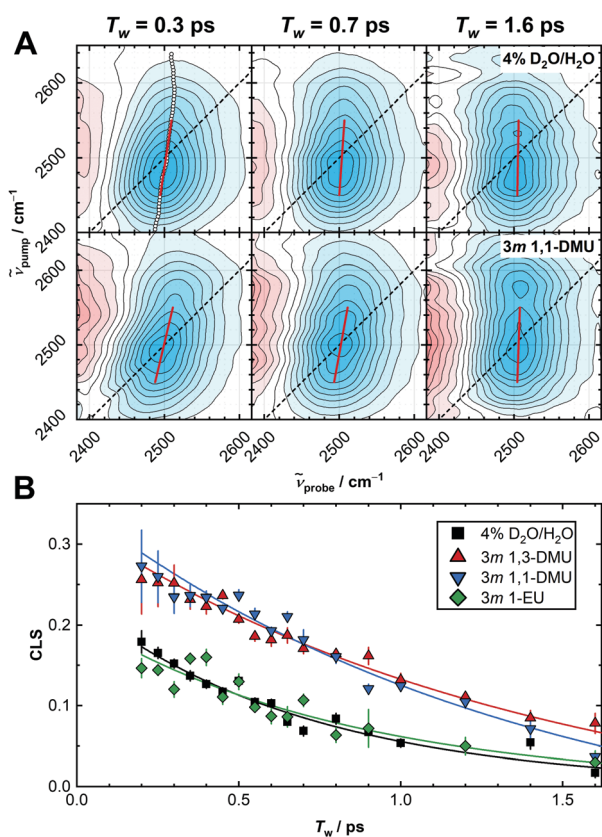 A
T_w = 0.3 ps T_w = 0.7 ps T_w = 1.6 ps
4% D₂O/H₂O
2600
2500
2400
3m 1,1-DMU
2600
2500
2400
ν̃_pump / cm⁻¹
2400 2500 2600 2400 2500 2600 2400 2500 2600
ν̃_probe / cm⁻¹
B
4% D₂O/H₂O
3m 1,3-DMU
3m 1,1-DMU
3m 1-EU
0.3
0.2
0.1
0.0
CLS
0.0 0.5 1.0 1.5
T_w / ps